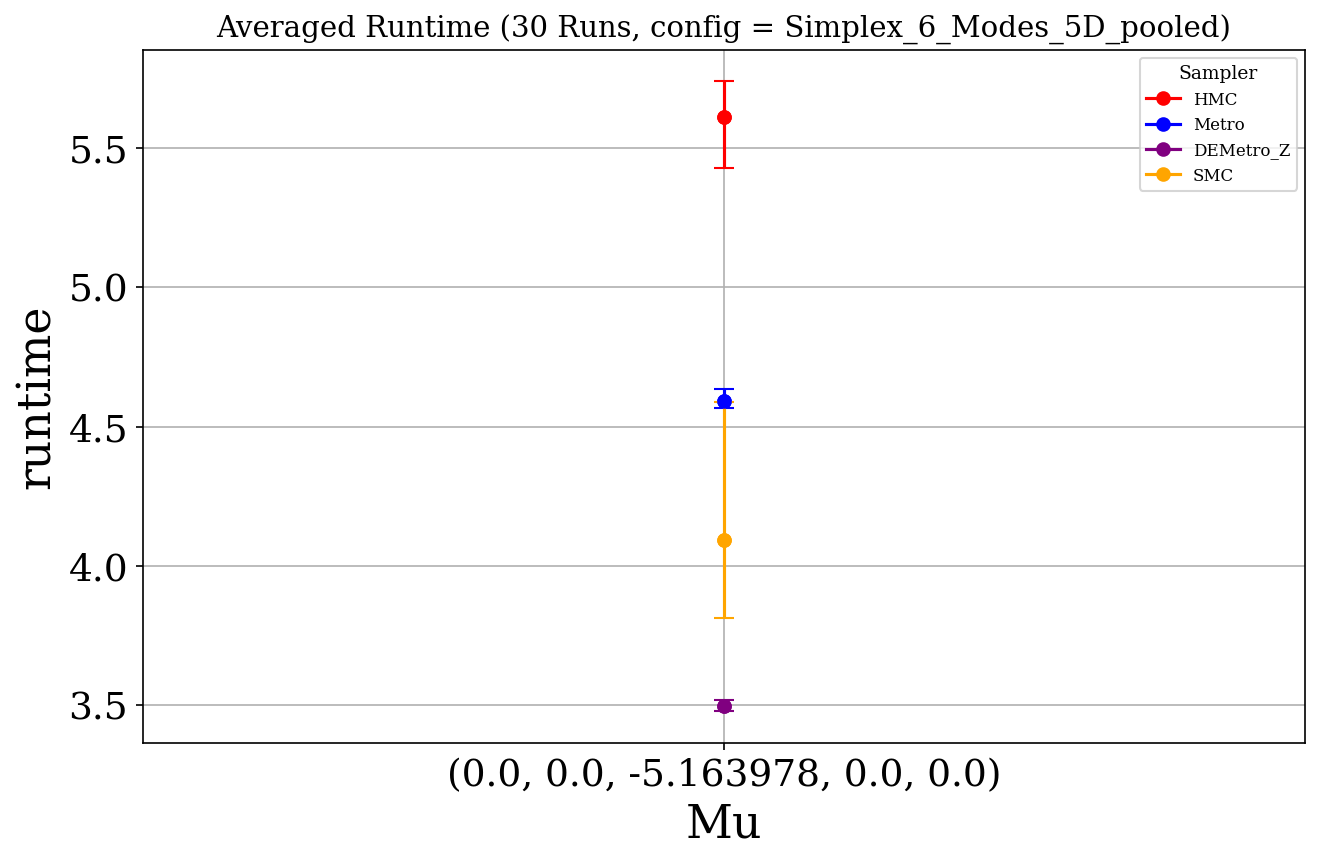 Averaged Runtime (30 Runs, config = Simplex_6_Modes_5D_pooled)
Sampler
HMC
Metro
DEMetro_Z
SMC
runtime
5.5
5.0
4.5
4.0
3.5
(0.0, 0.0, -5.163978, 0.0, 0.0)
Mu